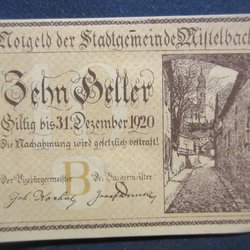 Notgeld der Stadtgemeinde Mistelbach
Zehn Heller
Giltig bis 31. Dezember 1920
Die Nachahmung wird gesetzlich bestraft!
Der Vizebürgermeister: Der Bürgermeister:
B